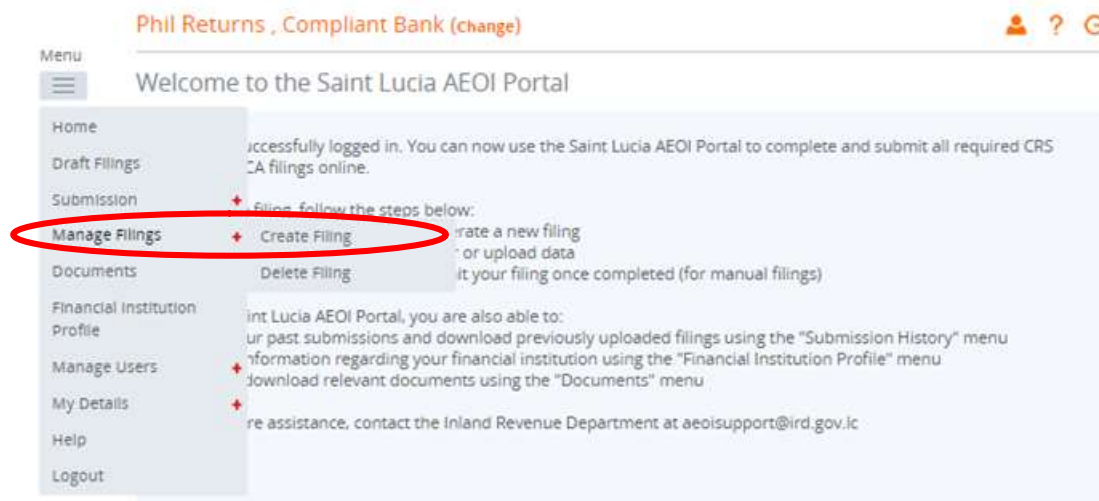 Phil Returns , Compliant Bank (Change)
?
Menu
Welcome to the Saint Lucia AEOI Portal
Home
Draft Filings
Submission +
Manage Filings +
Create Filing
Delete Filing
Documents
Financial Institution
Profile
Manage Users +
My Details +
Help
Logout
uccessfully logged in. You can now use the Saint Lucia AEOI Portal to complete and submit all required CRS
CA filings online.
filing, follow the steps below:
erate a new filing
or upload data
it your filing once completed (for manual filings)
int Lucia AEOI Portal, you are also able to:
ur past submissions and download previously uploaded filings using the "Submission History" menu
nformation regarding your financial institution using the "Financial Institution Profile" menu
download relevant documents using the "Documents" menu
re assistance, contact the Inland Revenue Department at aeoisupport@ird.gov.lc